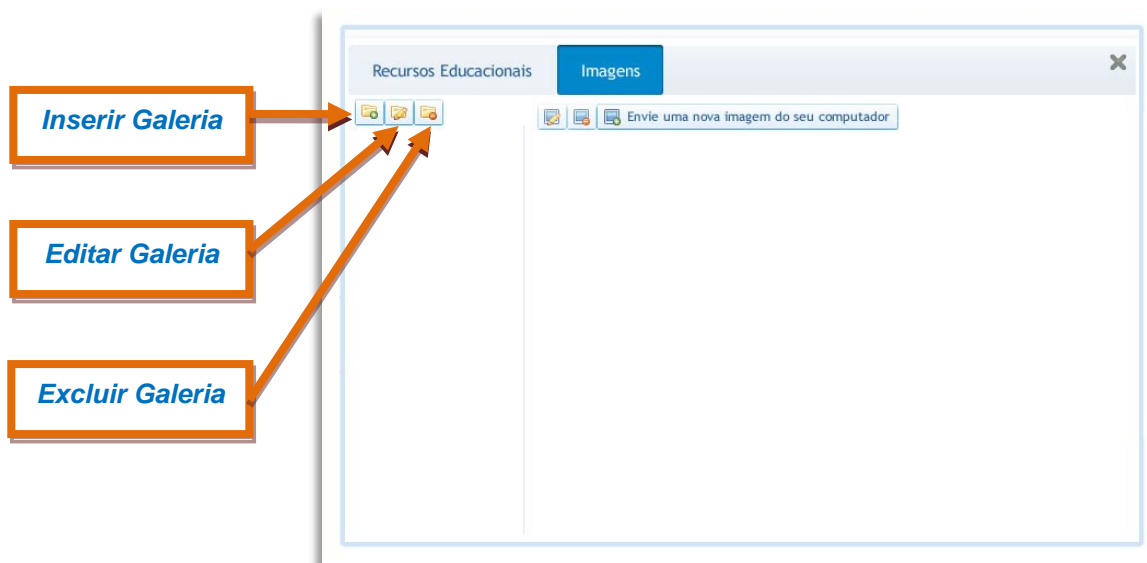 Recursos Educacionais
Imagens
Inserir Galeria
Envie uma nova imagem do seu computador
Editar Galeria
Excluir Galeria